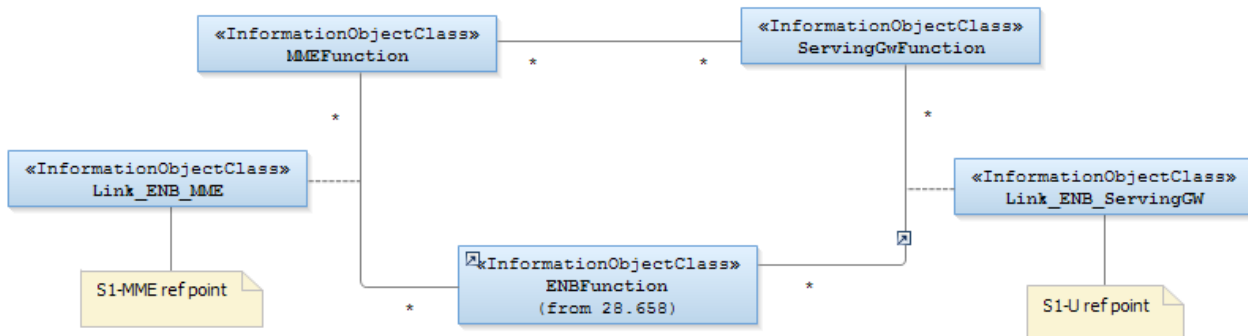 «InformationObjectClass»
MMEFunction
«InformationObjectClass»
ServingGwFunction
*
*
*
*
«InformationObjectClass»
Link_ENB_MME
«InformationObjectClass»
Link_ENB_ServingGW
«InformationObjectClass»
ENBFunction
(from 28.658)
S1-MME ref point
*
*
S1-U ref point